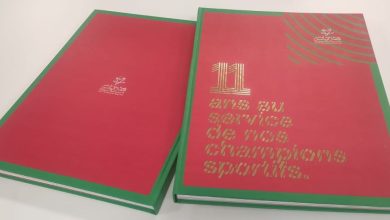 11
ans au
service
de nos
champions
sportifs.